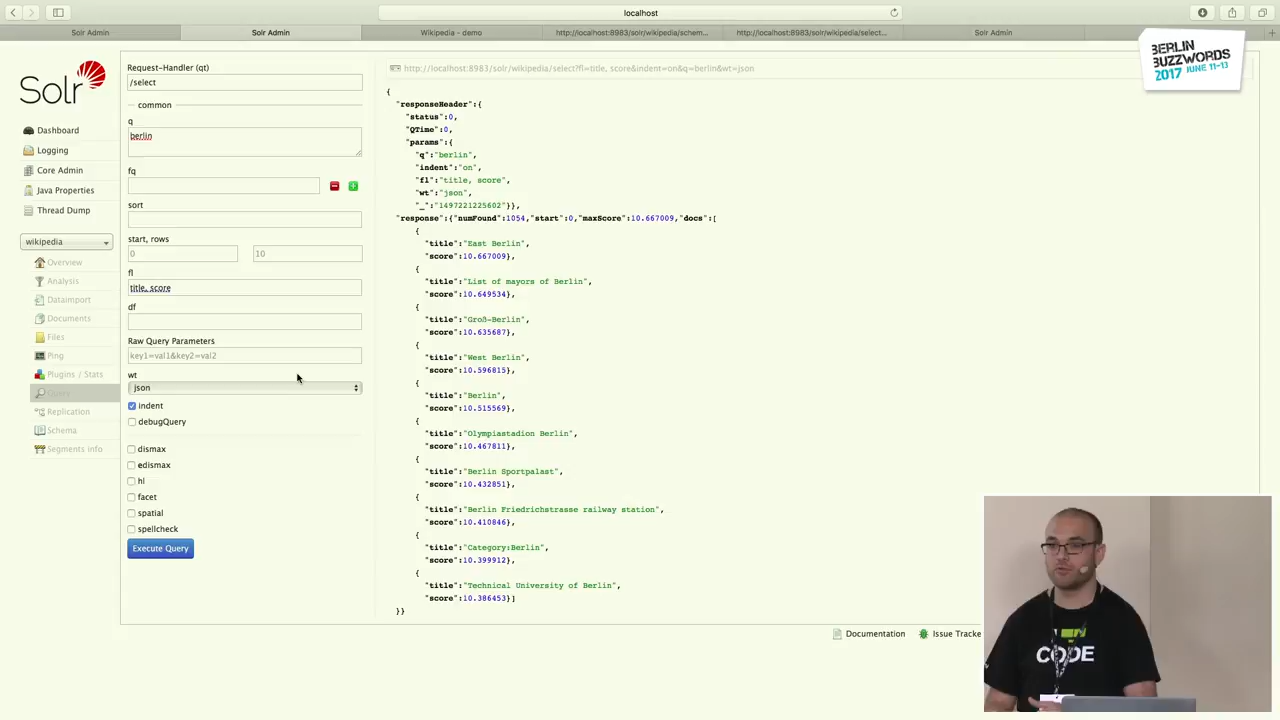 localhost
Solr Admin
Solr Admin
Wikipedia - demo
http://localhost:8983/solr/wikipedia/schem...
http://localhost:8983/solr/wikipedia/select...
Solr Admin
BERLIN
BUZZWORDS
2017 JUNE 11-13
Solr
Dashboard
Logging
Core Admin
Java Properties
Thread Dump
wikipedia
Overview
Analysis
Dataimport
Documents
Files
Ping
Plugins / Stats
Query
Replication
Schema
Segments info
Request-Handler (qt)
/select
common
q
berlin
fq
sort
start, rows
0
10
fl
title, score
df
Raw Query Parameters
key1=val1&key2=val2
wt
json
indent
debugQuery
dismax
edismax
hl
facet
spatial
spellcheck
Execute Query
http://localhost:8983/solr/wikipedia/select?fl=title, score&indent=on&q=berlin&wt=json
{
"responseHeader":{
"status":0,
"QTime":0,
"params":{
"q":"berlin",
"indent":"on",
"fl":"title, score",
"wt":"json",
"_":"1497221225602"}},
"response":{"numFound":1054,"start":0,"maxScore":10.667009,"docs":[
{
"title":"East Berlin",
"score":10.667009},
{
"title":"List of mayors of Berlin",
"score":10.649534},
{
"title":"Groß-Berlin",
"score":10.635687},
{
"title":"West Berlin",
"score":10.596815},
{
"title":"Berlin",
"score":10.515569},
{
"title":"Olympiastadion Berlin",
"score":10.467811},
{
"title":"Berlin Sportpalast",
"score":10.432851},
{
"title":"Berlin Friedrichstrasse railway station",
"score":10.410846},
{
"title":"Category:Berlin",
"score":10.399912},
{
"title":"Technical University of Berlin",
"score":10.386453}]
}}
Documentation
Issue Tracke
CODE